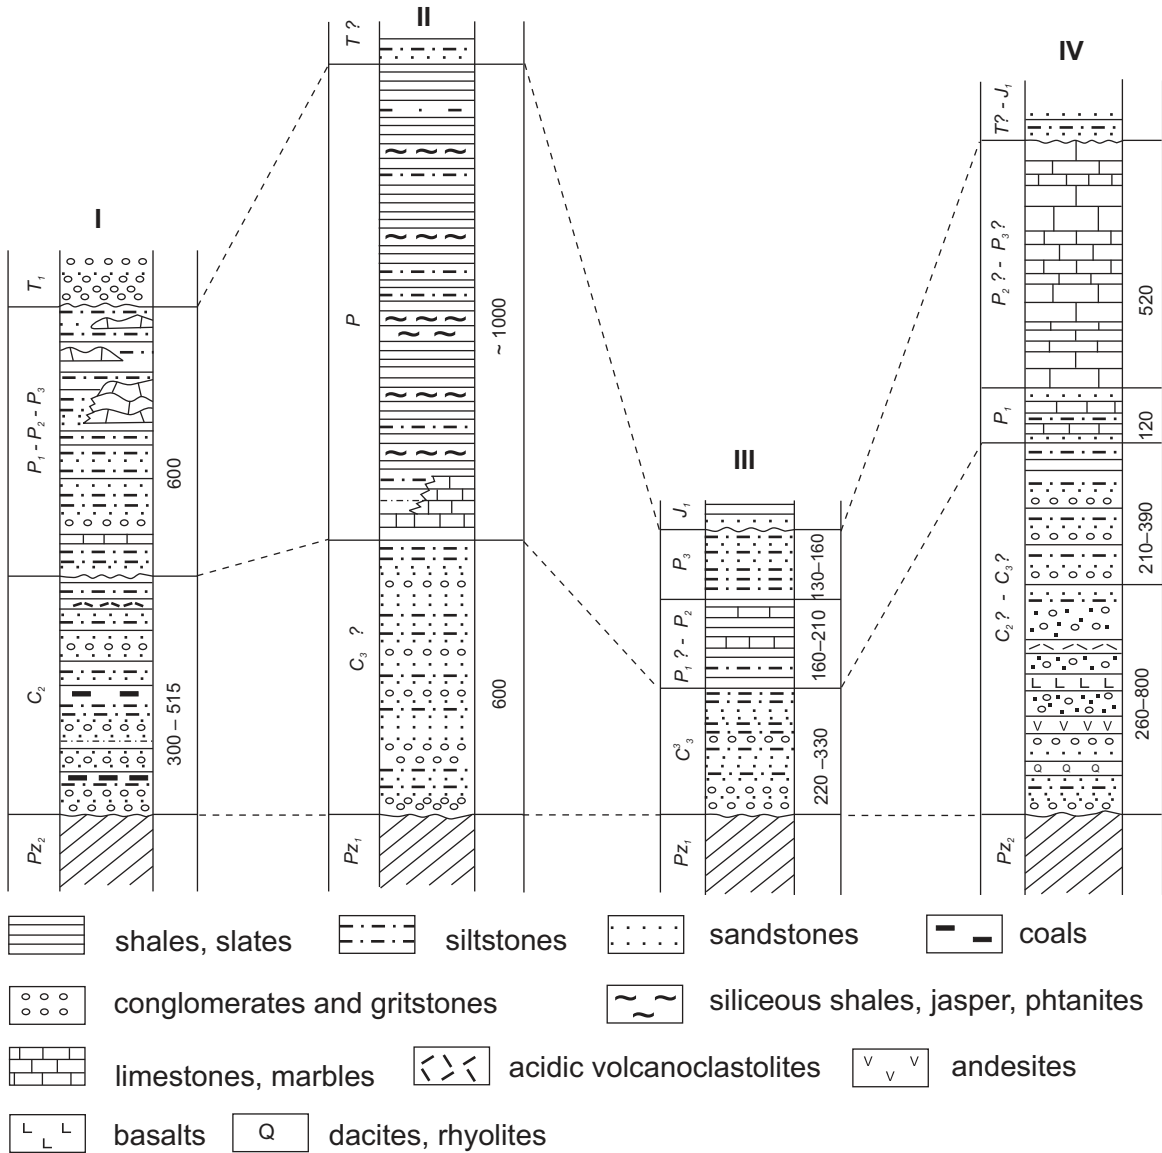 I
T₁
P₁ - P₂ - P₃
600
C₂
300 – 515
Pz₂
II
T ?
P
~ 1000
C₃ ?
600
Pz₁
III
J₁
P₃
130–160
P₁ ? - P₂
160–210
C³₃
220 –330
Pz₁
IV
T? - J₁
P₂ ? - P₃ ?
520
P₁
120
C₂ ? - C₃ ?
210–390
260–800
L L L L
V V V V
Q Q Q
Pz₂
shales, slates
siltstones
sandstones
coals
conglomerates and gritstones
siliceous shales, jasper, phtanites
limestones, marbles
acidic volcanoclastolites
V V V
andesites
L L L
basalts
Q
dacites, rhyolites